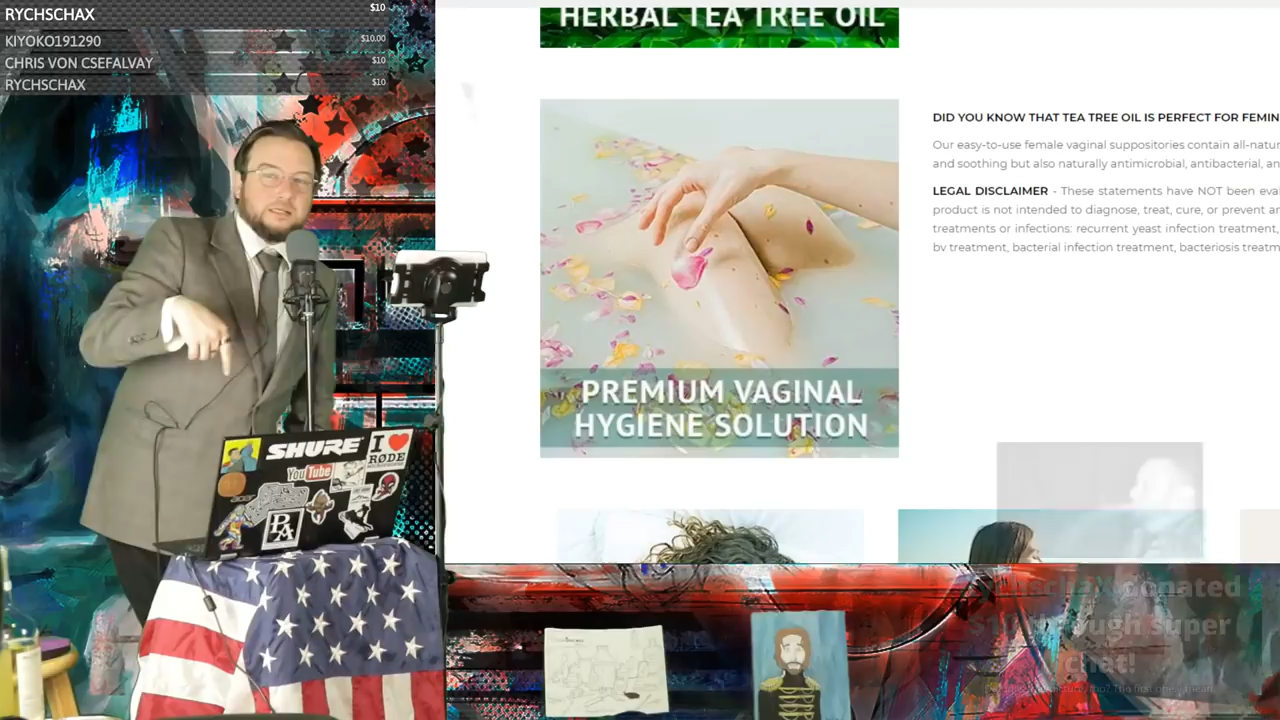 RYCHSCHAX $10
KIYOKO191290 $10.00
CHRIS VON CSEFALVAY $10
RYCHSCHAX $10
HERBAL TEA TREE OIL
DID YOU KNOW THAT TEA TREE OIL IS PERFECT FOR FEMIN
Our easy-to-use female vaginal suppositories contain all-natur
and soothing but also naturally antimicrobial, antibacterial, an
LEGAL DISCLAIMER - These statements have NOT been eva
product is not intended to diagnose, treat, cure, or prevent an
treatments or infections: recurrent yeast infection treatment,
bv treatment, bacterial infection treatment, bacteriosis treatm
PREMIUM VAGINAL
HYGIENE SOLUTION
SHURE
I ❤ RØDE
YouTube
PA
donated
through super
chat!